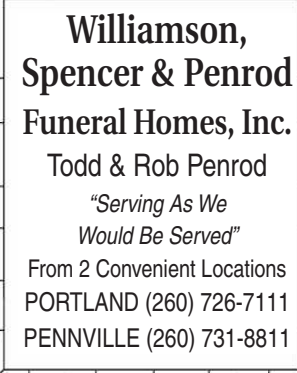 Williamson,
Spencer & Penrod
Funeral Homes, Inc.
Todd & Rob Penrod
“Serving As We
Would Be Served”
From 2 Convenient Locations
PORTLAND (260) 726-7111
PENNVILLE (260) 731-8811